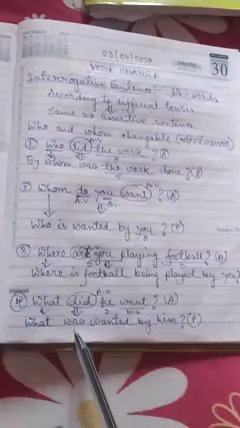 02/04/2020
30
VOICE CHANGE
Interrogative Sentence:- Wh. words
According to different tenses
Same as assertive sentence
Who and whom changable
① Who did the work? (A)
By whom was the work done? (P)
② Whom do you want? (A)
A.V S
Who is wanted by you? (P)
③ Where are you playing football? (A)
Where is football being played by you?
④ What did he want? (A)
What was wanted by him? (P)